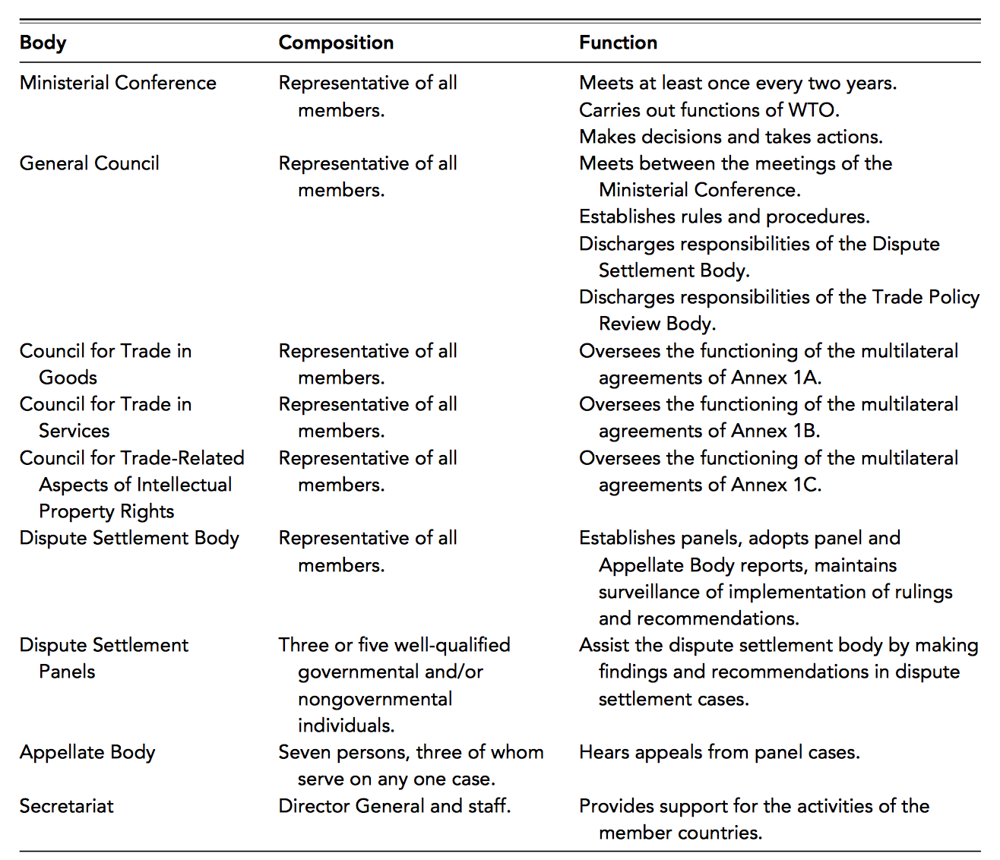 Body Composition Function
Ministerial Conference Representative of all Meets at least once every two years.
members. Carries out functions of WTO.
Makes decisions and takes actions.
General Council Representative of all Meets between the meetings of the
members. Ministerial Conference.
Establishes rules and procedures.
Discharges responsibilities of the Dispute
Settlement Body.
Discharges responsibilities of the Trade Policy
Review Body.
Council for Trade in Representative of all Oversees the functioning of the multilateral
Goods members. agreements of Annex 1A.
Council for Trade in Representative of all Oversees the functioning of the multilateral
Services members. agreements of Annex 1B.
Council for Trade-Related Representative of all Oversees the functioning of the multilateral
Aspects of Intellectual members. agreements of Annex 1C.
Property Rights
Dispute Settlement Body Representative of all Establishes panels, adopts panel and
members. Appellate Body reports, maintains
surveillance of implementation of rulings
and recommendations.
Dispute Settlement Three or five well-qualified Assist the dispute settlement body by making
Panels governmental and/or findings and recommendations in dispute
nongovernmental settlement cases.
individuals.
Appellate Body Seven persons, three of whom Hears appeals from panel cases.
serve on any one case.
Secretariat Director General and staff. Provides support for the activities of the
member countries.